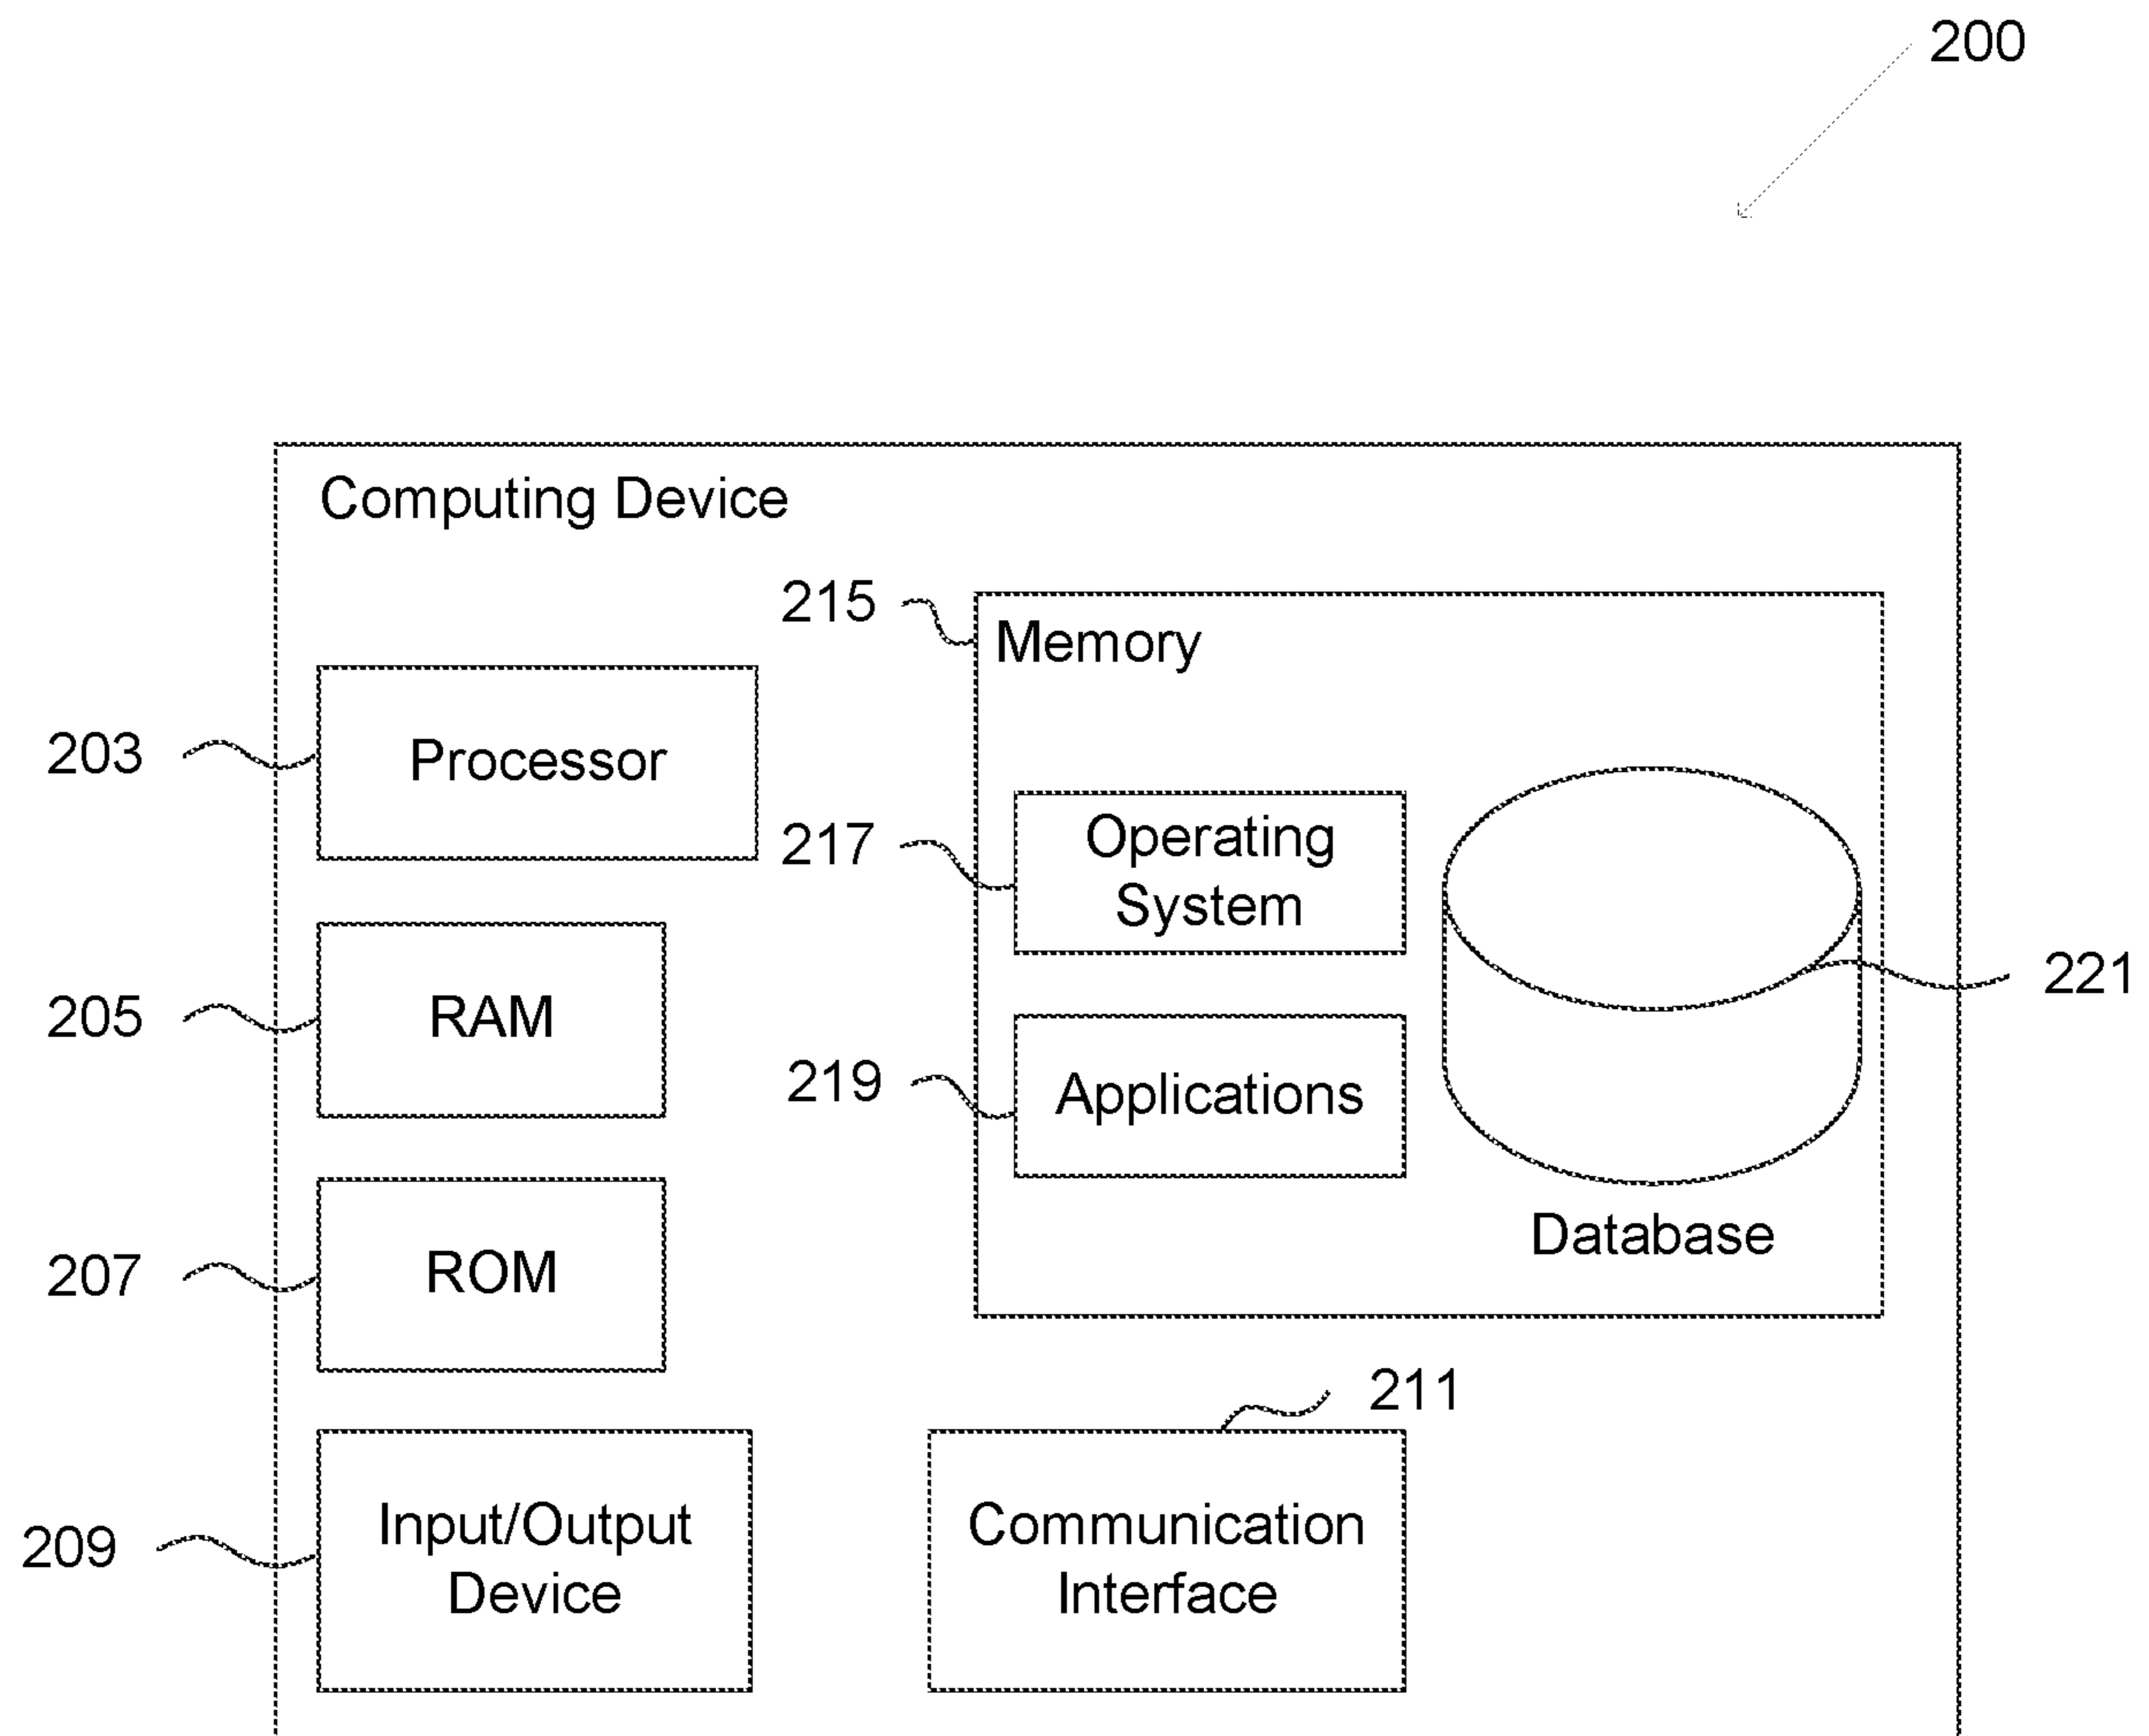 200
Computing Device
215
Memory
203
Processor
217
Operating
System
221
205
RAM
219
Applications
207
ROM
Database
211
209
Input/Output
Device
Communication
Interface